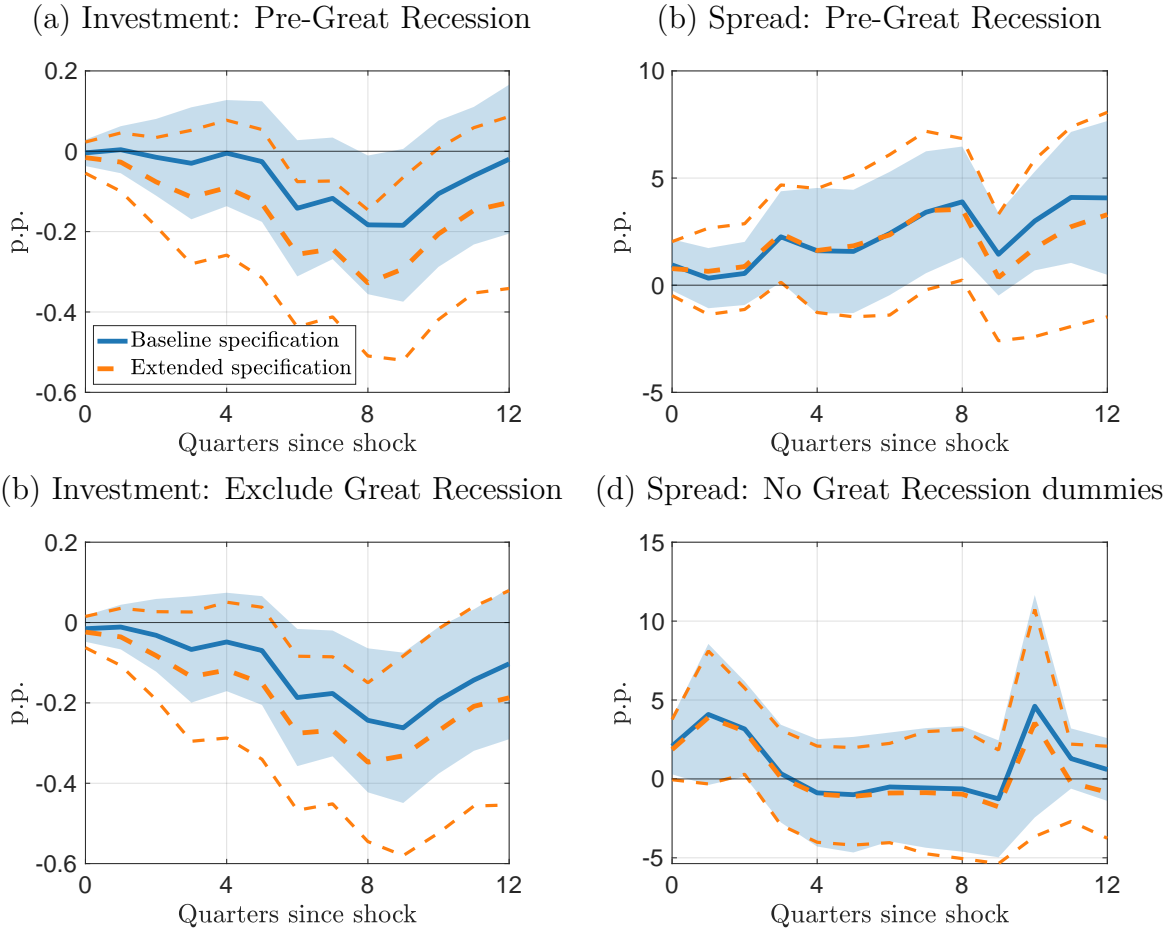 (a) Investment: Pre-Great Recession
0.2
0
-0.2
-0.4
-0.6
p.p.
Baseline specification
Extended specification
0 4 8 12
Quarters since shock
(b) Spread: Pre-Great Recession
10
5
0
-5
p.p.
0 4 8 12
Quarters since shock
(b) Investment: Exclude Great Recession
0.2
0
-0.2
-0.4
-0.6
p.p.
0 4 8 12
Quarters since shock
(d) Spread: No Great Recession dummies
15
10
5
0
-5
p.p.
0 4 8 12
Quarters since shock